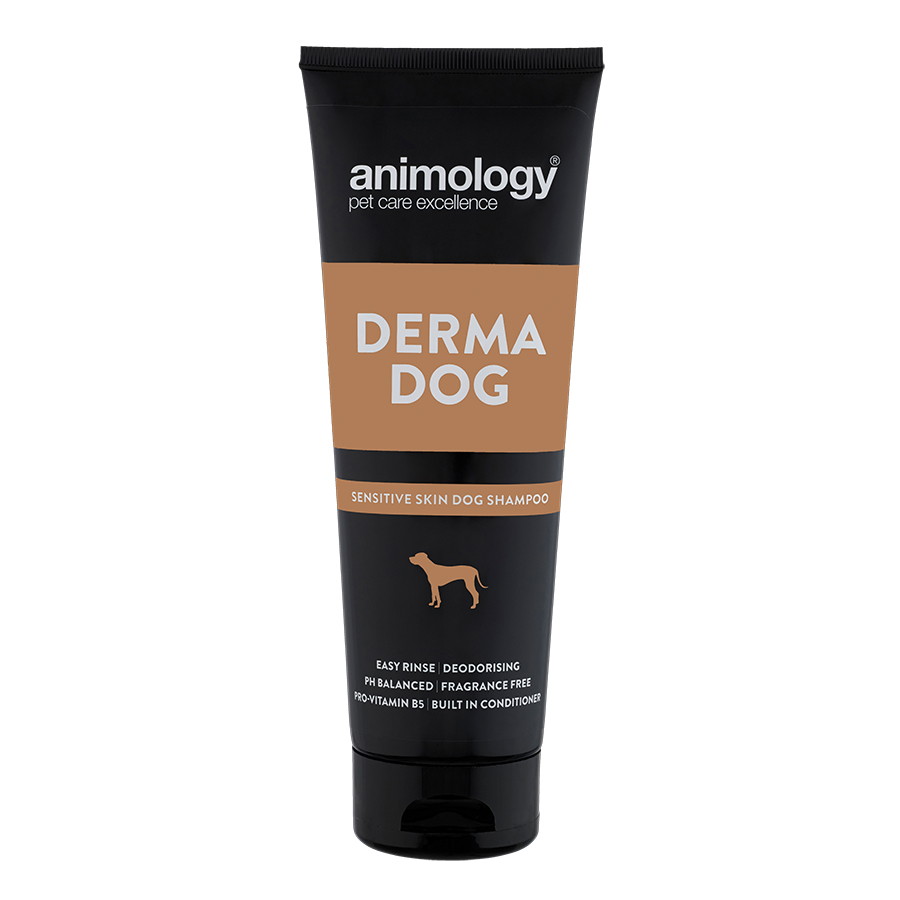 animology®
pet care excellence
DERMA
DOG
SENSITIVE SKIN DOG SHAMPOO
EASY RINSE | DEODORISING
PH BALANCED | FRAGRANCE FREE
PRO-VITAMIN B5 | BUILT IN CONDITIONER